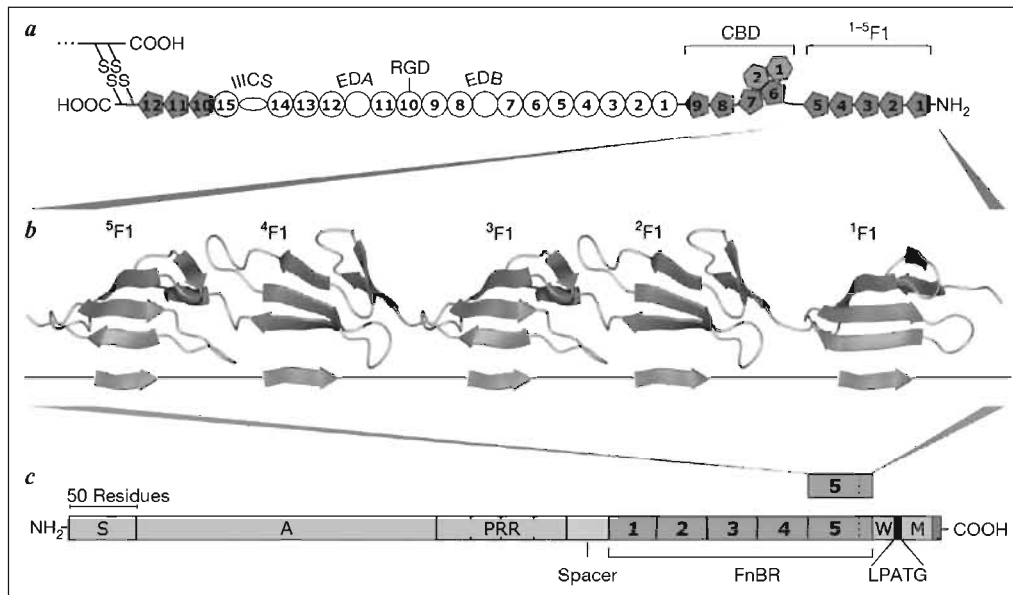 a
CBD
1-5F1
... COOH
SS
SS
IIICS
EDA
RGD
EDB
2 1
HOOC
12 11 10 15 14 13 12 11 10 9 8 7 6 5 4 3 2 1 9 8 7 6 5 4 3 2 1 NH2
b
5F1 4F1 3F1 2F1 1F1
c
5
50 Residues
NH2 S A PRR 1 2 3 4 5 W M COOH
Spacer FnBR LPATG